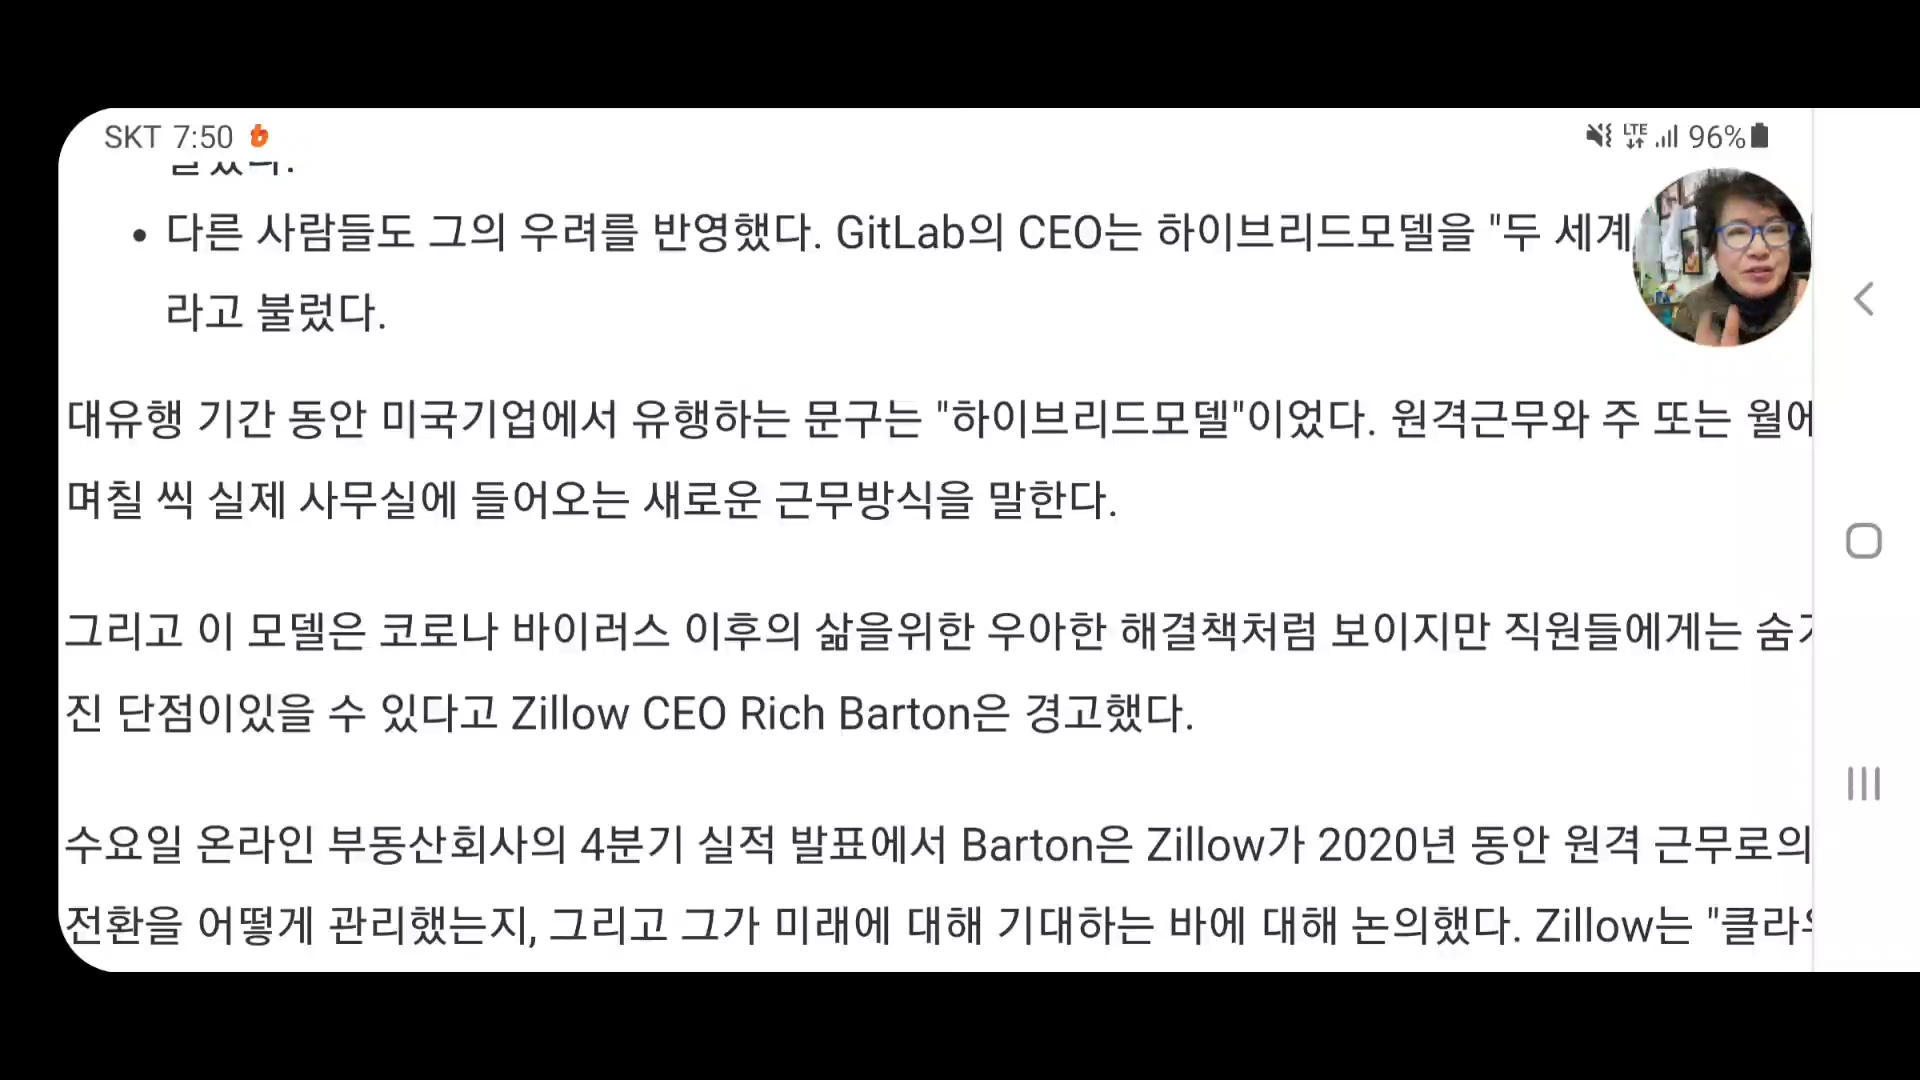 SKT 7:50
LTE 96%
• 다른 사람들도 그의 우려를 반영했다. GitLab의 CEO는 하이브리드모델을 "두 세계
라고 불렀다.
대유행 기간 동안 미국기업에서 유행하는 문구는 "하이브리드모델"이었다. 원격근무와 주 또는 월에
며칠 씩 실제 사무실에 들어오는 새로운 근무방식을 말한다.
그리고 이 모델은 코로나 바이러스 이후의 삶을위한 우아한 해결책처럼 보이지만 직원들에게는
진 단점이있을 수 있다고 Zillow CEO Rich Barton은 경고했다.
수요일 온라인 부동산회사의 4분기 실적 발표에서 Barton은 Zillow가 2020년 동안 원격 근무로의
전환을 어떻게 관리했는지, 그리고 그가 미래에 대해 기대하는 바에 대해 논의했다. Zillow는